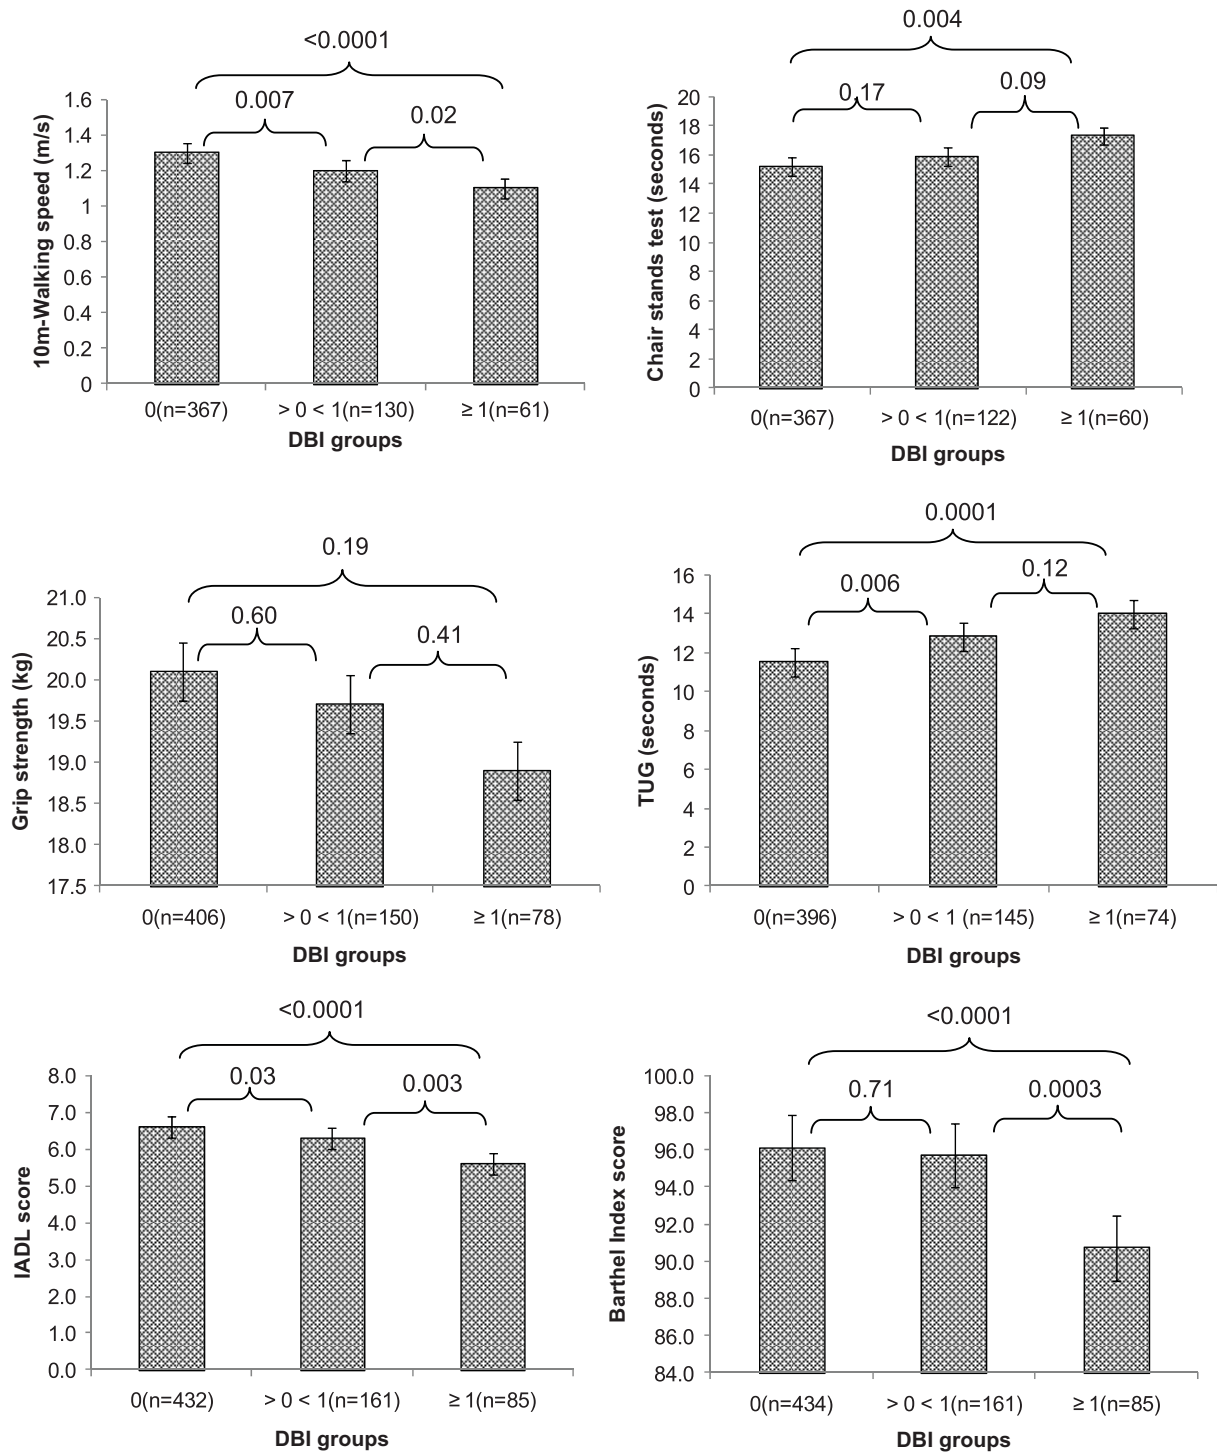 <0.0001
0.007
0.02
10m-Walking speed (m/s)
1.6
1.4
1.2
1
0.8
0.6
0.4
0.2
0
0(n=367)
> 0 < 1(n=130)
≥ 1(n=61)
DBI groups
0.004
0.17
0.09
Chair stands test (seconds)
20
18
16
14
12
10
8
6
4
2
0
0(n=367)
> 0 < 1(n=122)
≥ 1(n=60)
DBI groups
0.19
0.60
0.41
Grip strength (kg)
21.0
20.5
20.0
19.5
19.0
18.5
18.0
17.5
0(n=406)
> 0 < 1(n=150)
≥ 1(n=78)
DBI groups
0.0001
0.006
0.12
TUG (seconds)
16
14
12
10
8
6
4
2
0
0(n=396)
> 0 < 1 (n=145)
≥ 1(n=74)
DBI groups
<0.0001
0.03
0.003
IADL score
8.0
7.0
6.0
5.0
4.0
3.0
2.0
1.0
0.0
0(n=432)
> 0 < 1(n=161)
≥ 1(n=85)
DBI groups
<0.0001
0.71
0.0003
Barthel Index score
100.0
98.0
96.0
94.0
92.0
90.0
88.0
86.0
84.0
0(n=434)
> 0 < 1(n=161)
≥ 1(n=85)
DBI groups